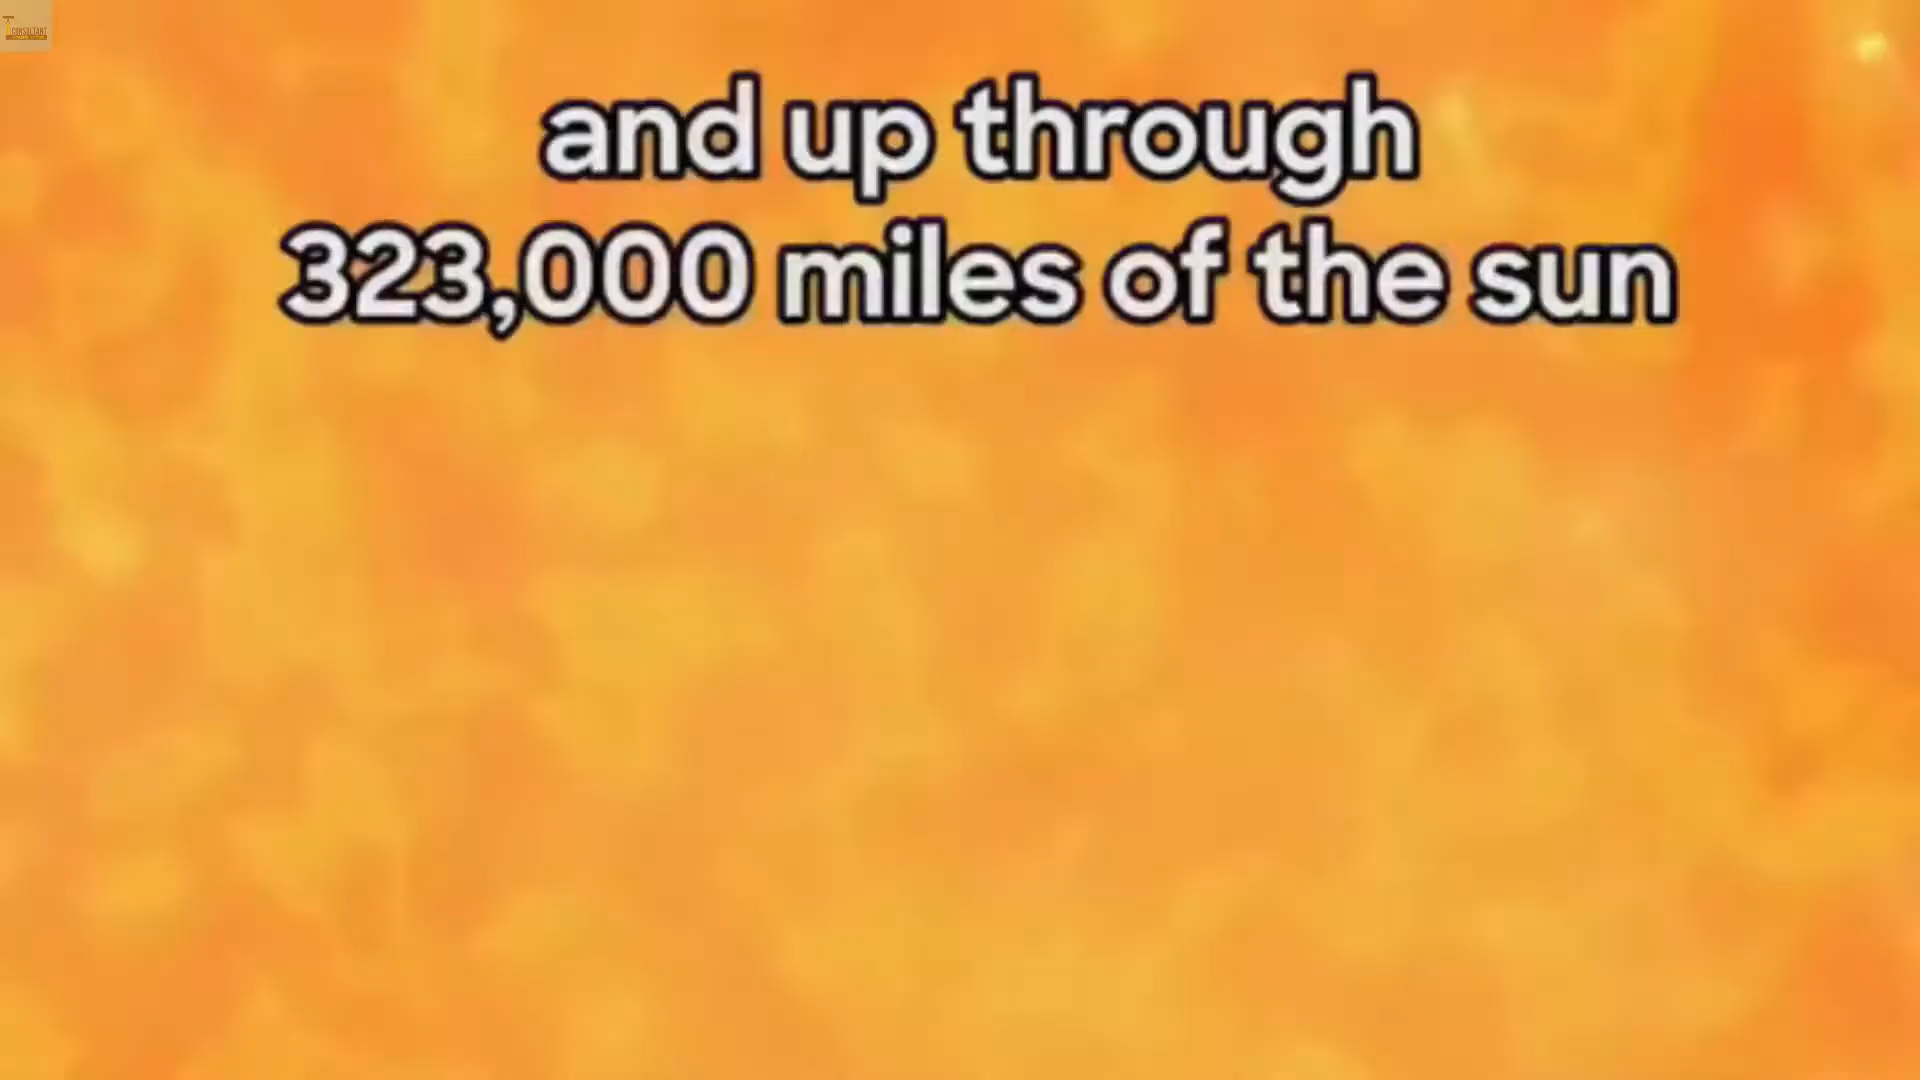 and up through
323,000 miles of the sun